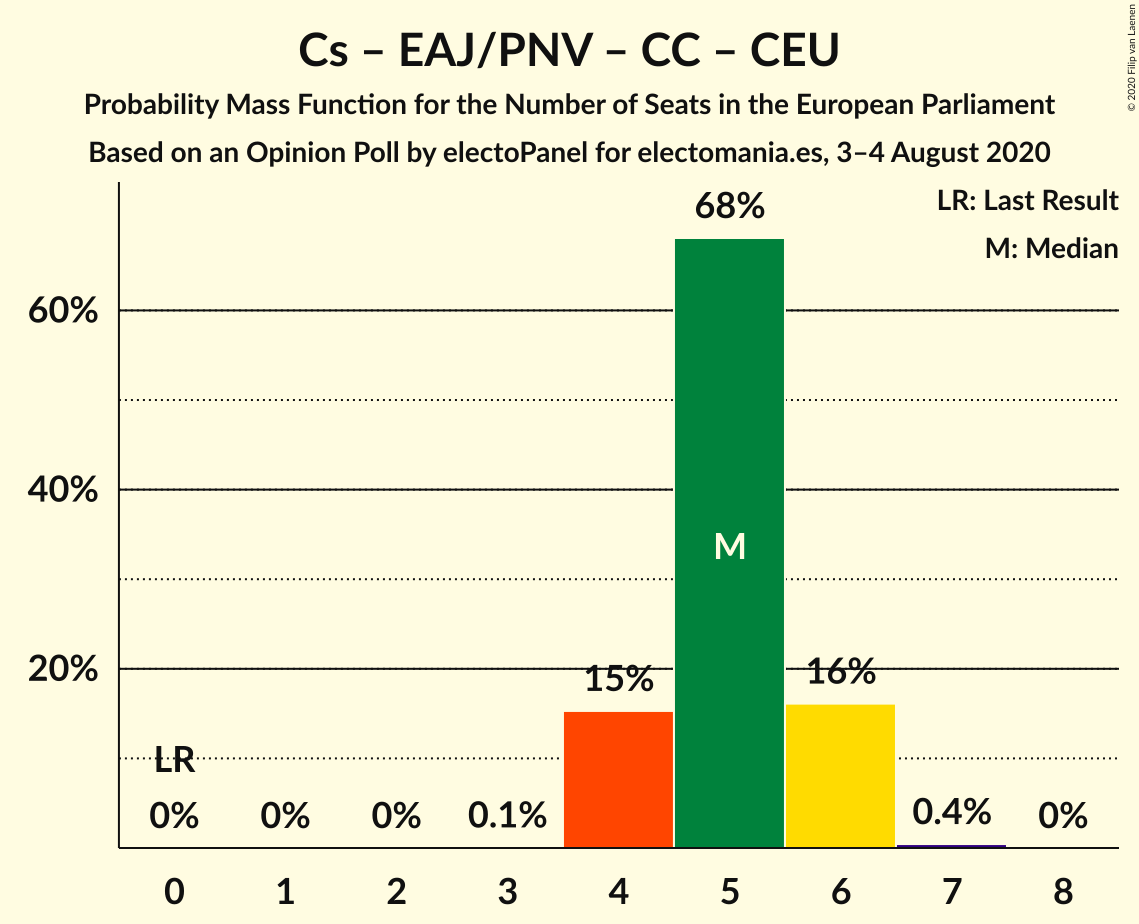 Cs – EAJ/PNV – CC – CEU
Probability Mass Function for the Number of Seats in the European Parliament
Based on an Opinion Poll by electoPanel for electomania.es, 3–4 August 2020
© 2020 Filip van Laenen
LR: Last Result
M: Median
68%
60%
40%
M
20%
15%
16%
LR
0%
0%
0%
0.1%
0.4%
0%
0 1 2 3 4 5 6 7 8